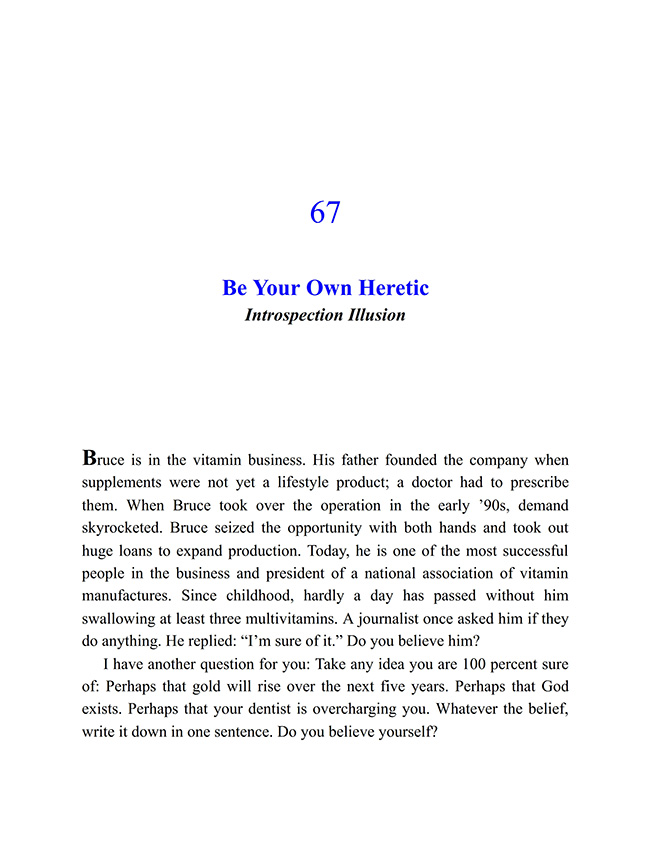 67
Be Your Own Heretic
Introspection Illusion
Bruce is in the vitamin business. His father founded the company when
supplements were not yet a lifestyle product; a doctor had to prescribe
them. When Bruce took over the operation in the early ’90s, demand
skyrocketed. Bruce seized the opportunity with both hands and took out
huge loans to expand production. Today, he is one of the most successful
people in the business and president of a national association of vitamin
manufactures. Since childhood, hardly a day has passed without him
swallowing at least three multivitamins. A journalist once asked him if they
do anything. He replied: “I’m sure of it.” Do you believe him?
I have another question for you: Take any idea you are 100 percent sure
of: Perhaps that gold will rise over the next five years. Perhaps that God
exists. Perhaps that your dentist is overcharging you. Whatever the belief,
write it down in one sentence. Do you believe yourself?